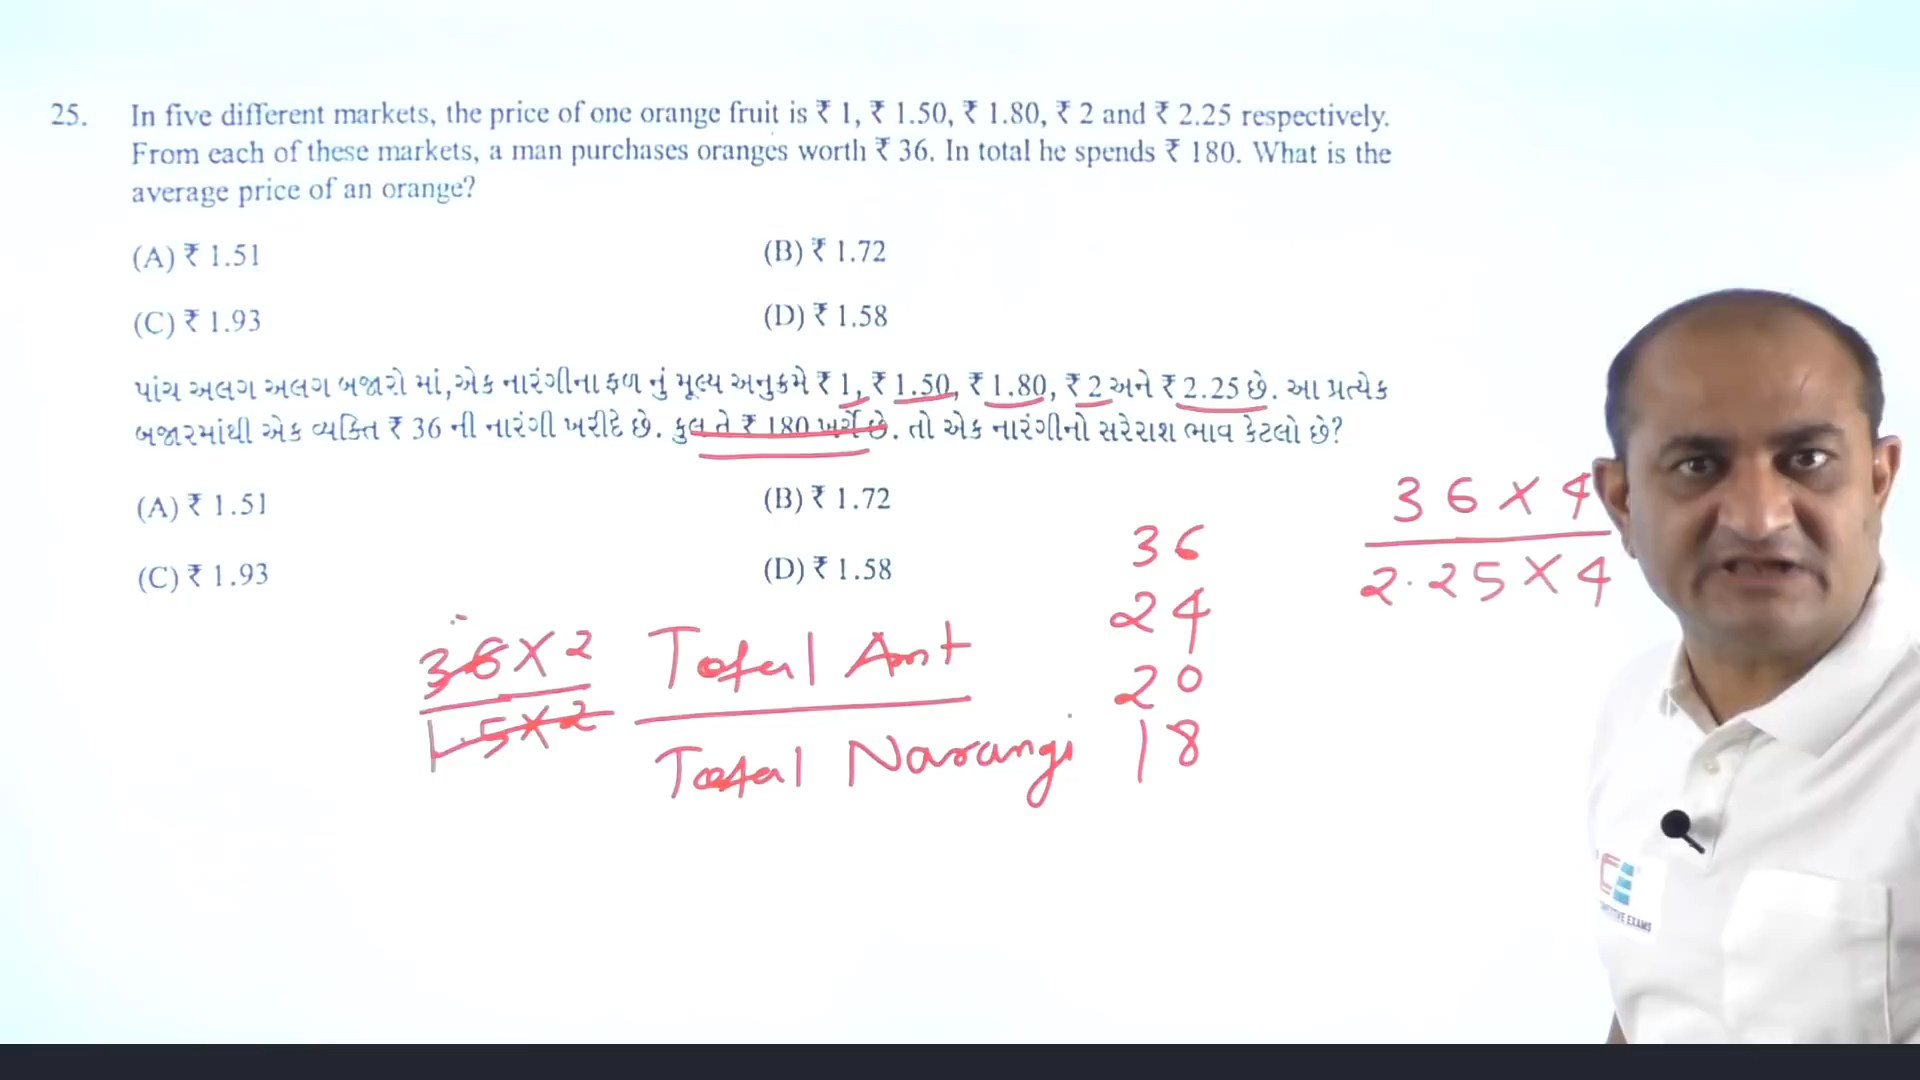 25. In five different markets, the price of one orange fruit is ₹ 1, ₹ 1.50, ₹ 1.80, ₹ 2 and ₹ 2.25 respectively.
From each of these markets, a man purchases oranges worth ₹ 36. In total he spends ₹ 180. What is the
average price of an orange?
(A) ₹ 1.51 (B) ₹ 1.72
(C) ₹ 1.93 (D) ₹ 1.58
પાંચ અલગ અલગ બજારો માં,એક નારંગીના ફળ નું મૂલ્ય અનુક્રમે ₹ 1, ₹ 1.50, ₹ 1.80, ₹ 2 અને ₹ 2.25 છે. આ પ્રત્યેક
બજારમાંથી એક વ્યક્તિ ₹ 36 ની નારંગી ખરીદે છે. કુલ તે ₹ 180 ખર્ચે છે. તો એક નારંગીનો સરેરાશ ભાવ કેટલો છે?
(A) ₹ 1.51 (B) ₹ 1.72
(C) ₹ 1.93 (D) ₹ 1.58
36 × 4
2.25 × 4
36
24
20
18
36 × 2
1.5 × 2
Total Amt
Total Narangi
CE